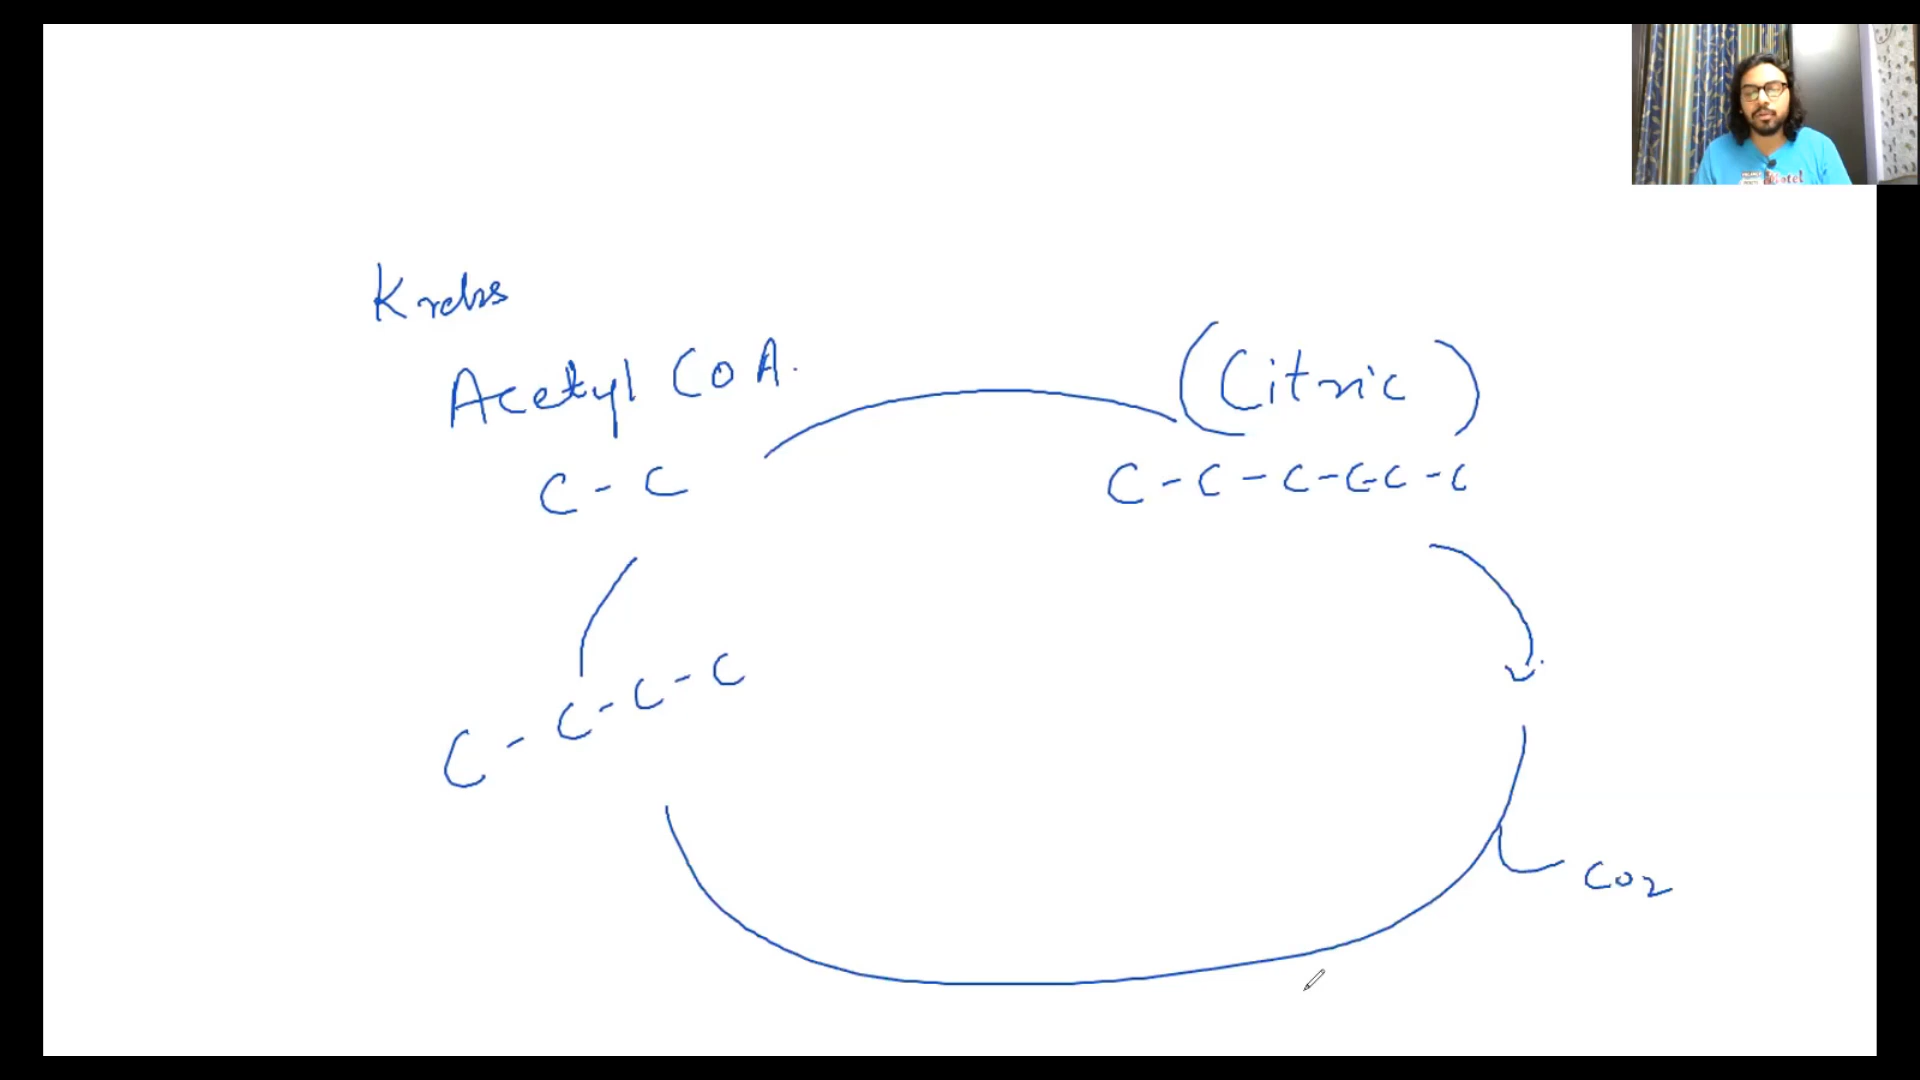 Krebs
Acetyl CoA.
(Citric)
C - C
C - C - C - C - C - C
C - C - C - C
CO2